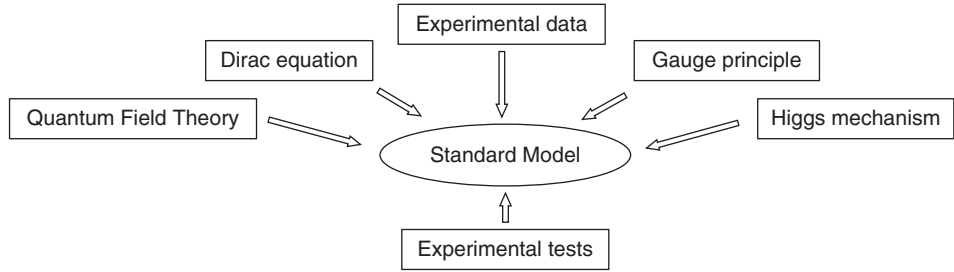 Experimental data
Dirac equation
Gauge principle
Quantum Field Theory
Higgs mechanism
Standard Model
Experimental tests